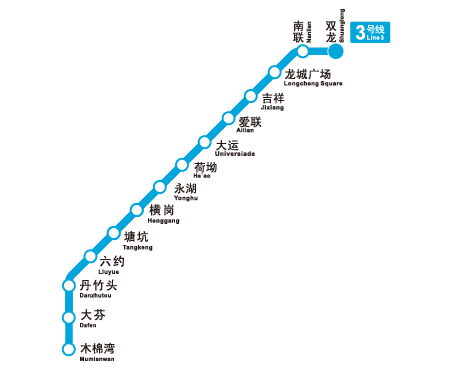 南联
Nanlian
双龙
Shuanglong
3号线
Line 3
龙城广场
Longcheng Square
吉祥
Jixiang
爱联
Ailian
大运
Universiade
荷坳
He'ao
永湖
Yonghu
横岗
Henggang
塘坑
Tangkeng
六约
Liuyue
丹竹头
Danzhutou
大芬
Dafen
木棉湾
Mumianwan